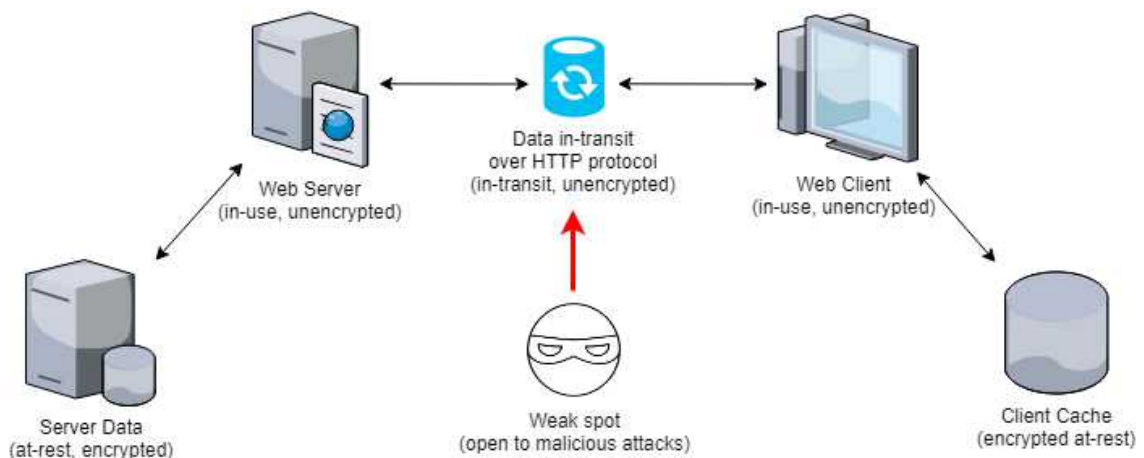 Data in-transit
over HTTP protocol
(in-transit, unencrypted)
Web Server
(in-use, unencrypted)
Web Client
(in-use, unencrypted)
Server Data
(at-rest, encrypted)
Weak spot
(open to malicious attacks)
Client Cache
(encrypted at-rest)